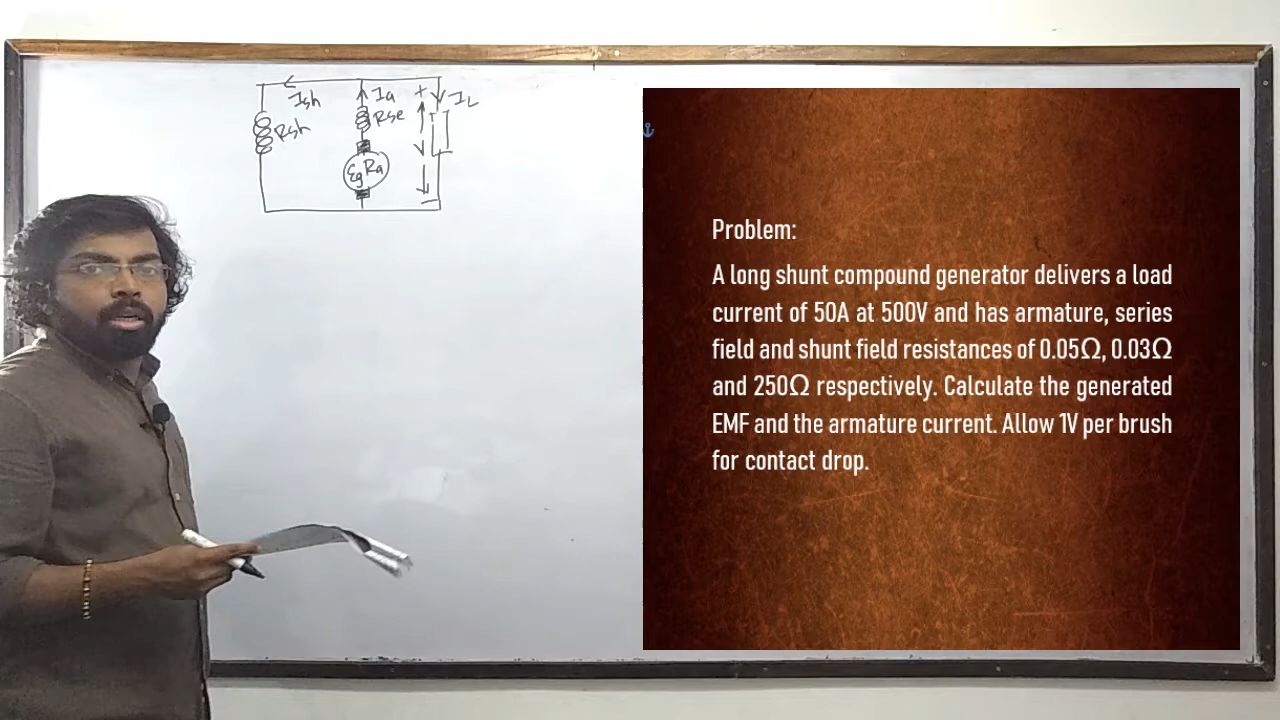 Ish
Ia
+
IL
Rsh
Rse
V
Eg Ra
-
Problem:
A long shunt compound generator delivers a load
current of 50A at 500V and has armature, series
field and shunt field resistances of 0.05Ω, 0.03Ω
and 250Ω respectively. Calculate the generated
EMF and the armature current. Allow 1V per brush
for contact drop.